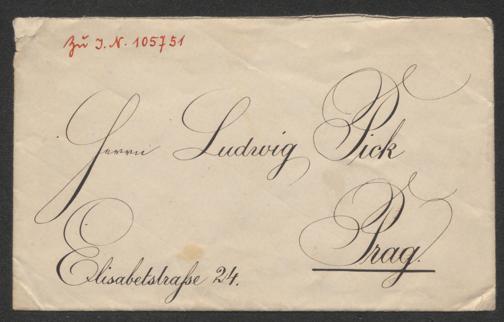 Zu I.N. 105751
Herrn Ludwig Pick
Prag.
Elisabetstraße 24.